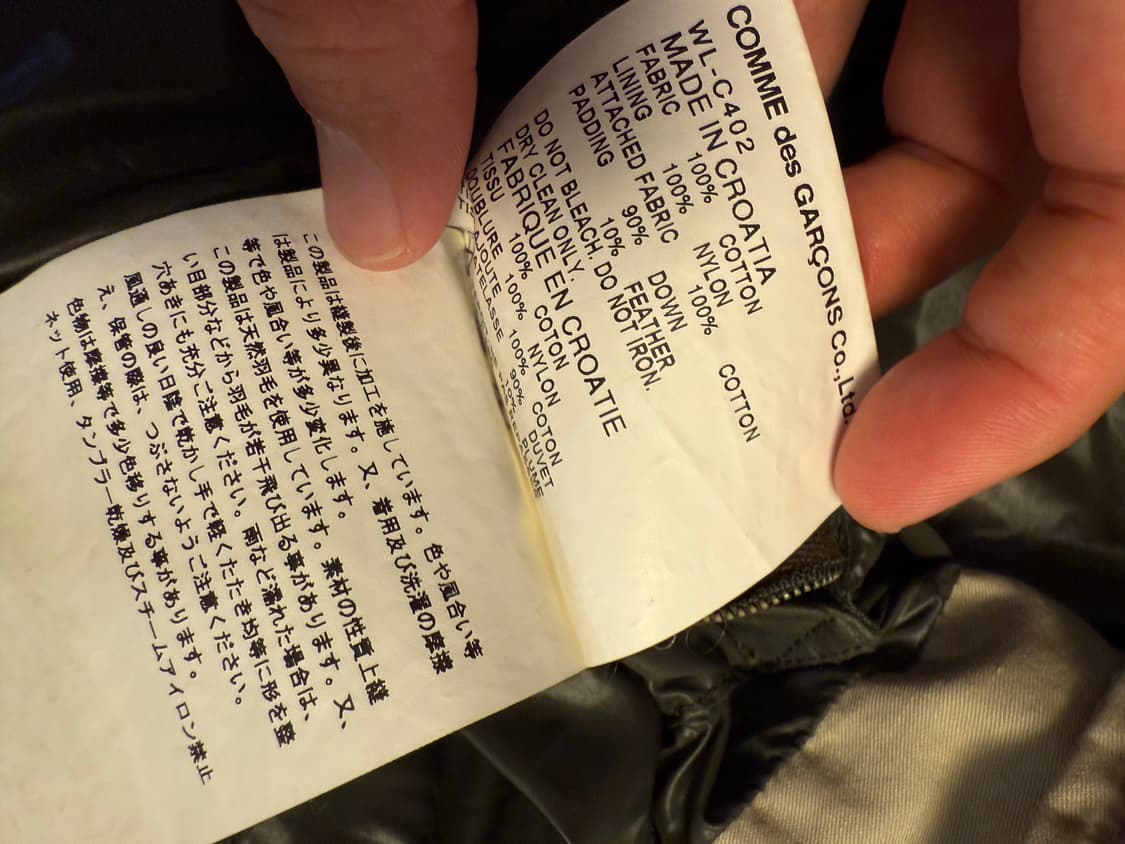 COMME des GARÇONS Co.,Ltd.
WL-C402
MADE IN CROATIA
FABRIC 100% COTTON
LINING 100% NYLON
ATTACHED FABRIC 100% COTTON
PADDING 90% DOWN
10% FEATHER
DO NOT BLEACH. DO NOT IRON.
DRY CLEAN ONLY.
FABRIQUE EN CROATIE
TISSU 100% COTON
DOUBLURE 100% NYLON
100% COTON
90% DUVET
10% PLUME
この製品は縫製後に加工を施しています。色や風合い等
は製品により多少異なります。又、着用及び洗濯の摩擦
等で色や風合い等が多少変化します。
この製品は天然羽毛を使用しています。素材の性質上縫
い目部分などから羽毛が若干飛び出る事があります。又、
穴あきにも充分ご注意ください。雨など濡れた場合は、
風通しの良い日陰で乾かし手で軽くたたき均等に形を整
え、保管の際は、つぶさないようご注意ください。
色物は摩擦等で多少色移りする事があります。
ネット使用、タンブラー乾燥及びスチームアイロン禁止